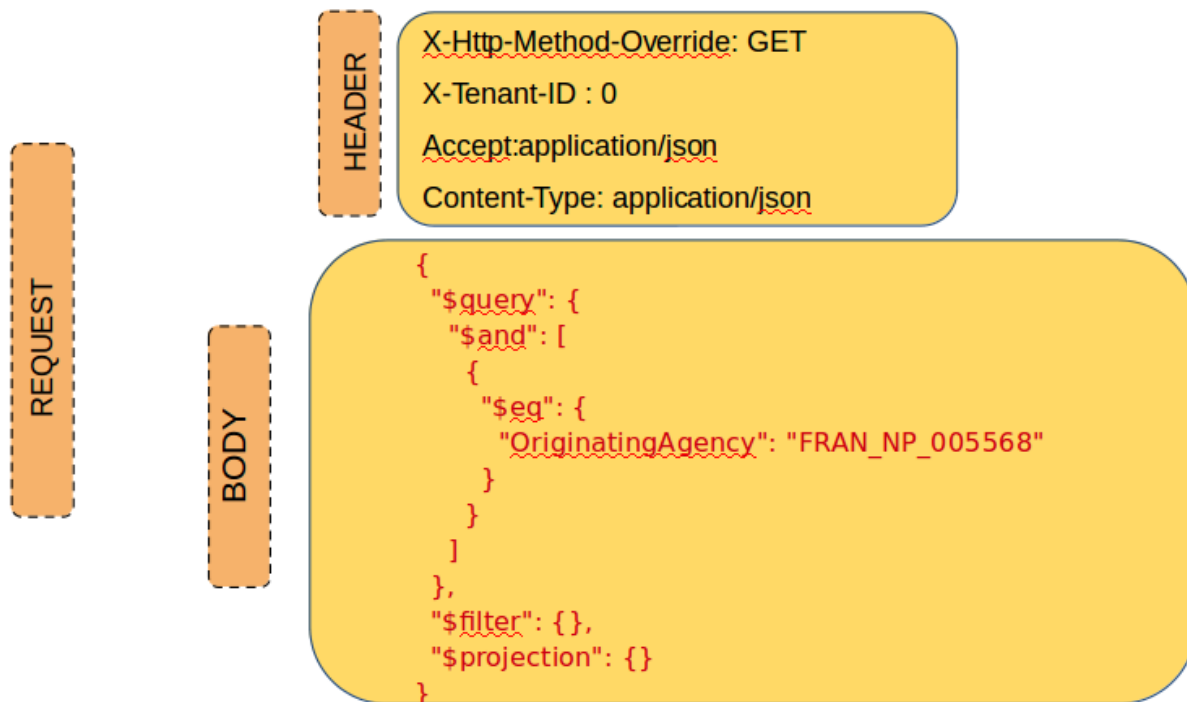 REQUEST
HEADER
X-Http-Method-Override: GET
X-Tenant-ID : 0
Accept:application/json
Content-Type: application/json
BODY
{
"$query": {
"$and": [
{
"$eq": {
"OriginatingAgency": "FRAN_NP_005568"
}
}
]
},
"$filter": {},
"$projection": {}
}